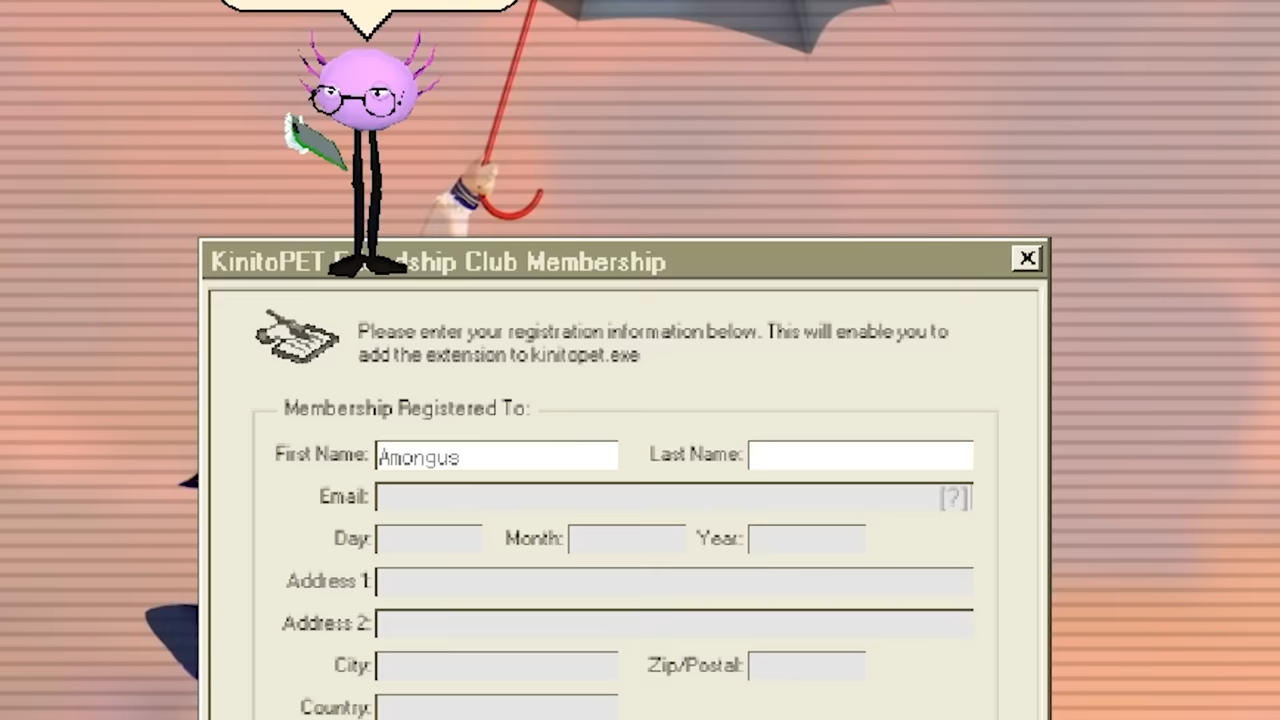 KinitoPET F dship Club Membership
Please enter your registration information below. This will enable you to
add the extension to kinitopet.exe
Membership Registered To:
First Name: Amongus Last Name:
Email: [?]
Day: Month: Year:
Address 1:
Address 2:
City: Zip/Postal:
Country: